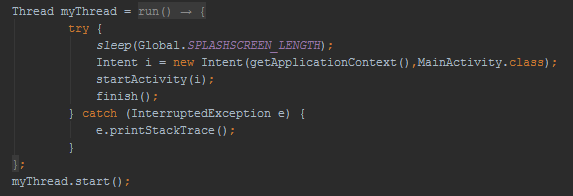 Thread myThread = run() → {
        try {
            sleep(Global.SPLASHSCREEN_LENGTH);
            Intent i = new Intent(getApplicationContext(),MainActivity.class);
            startActivity(i);
            finish();
        } catch (InterruptedException e) {
            e.printStackTrace();
        }
};
myThread.start();